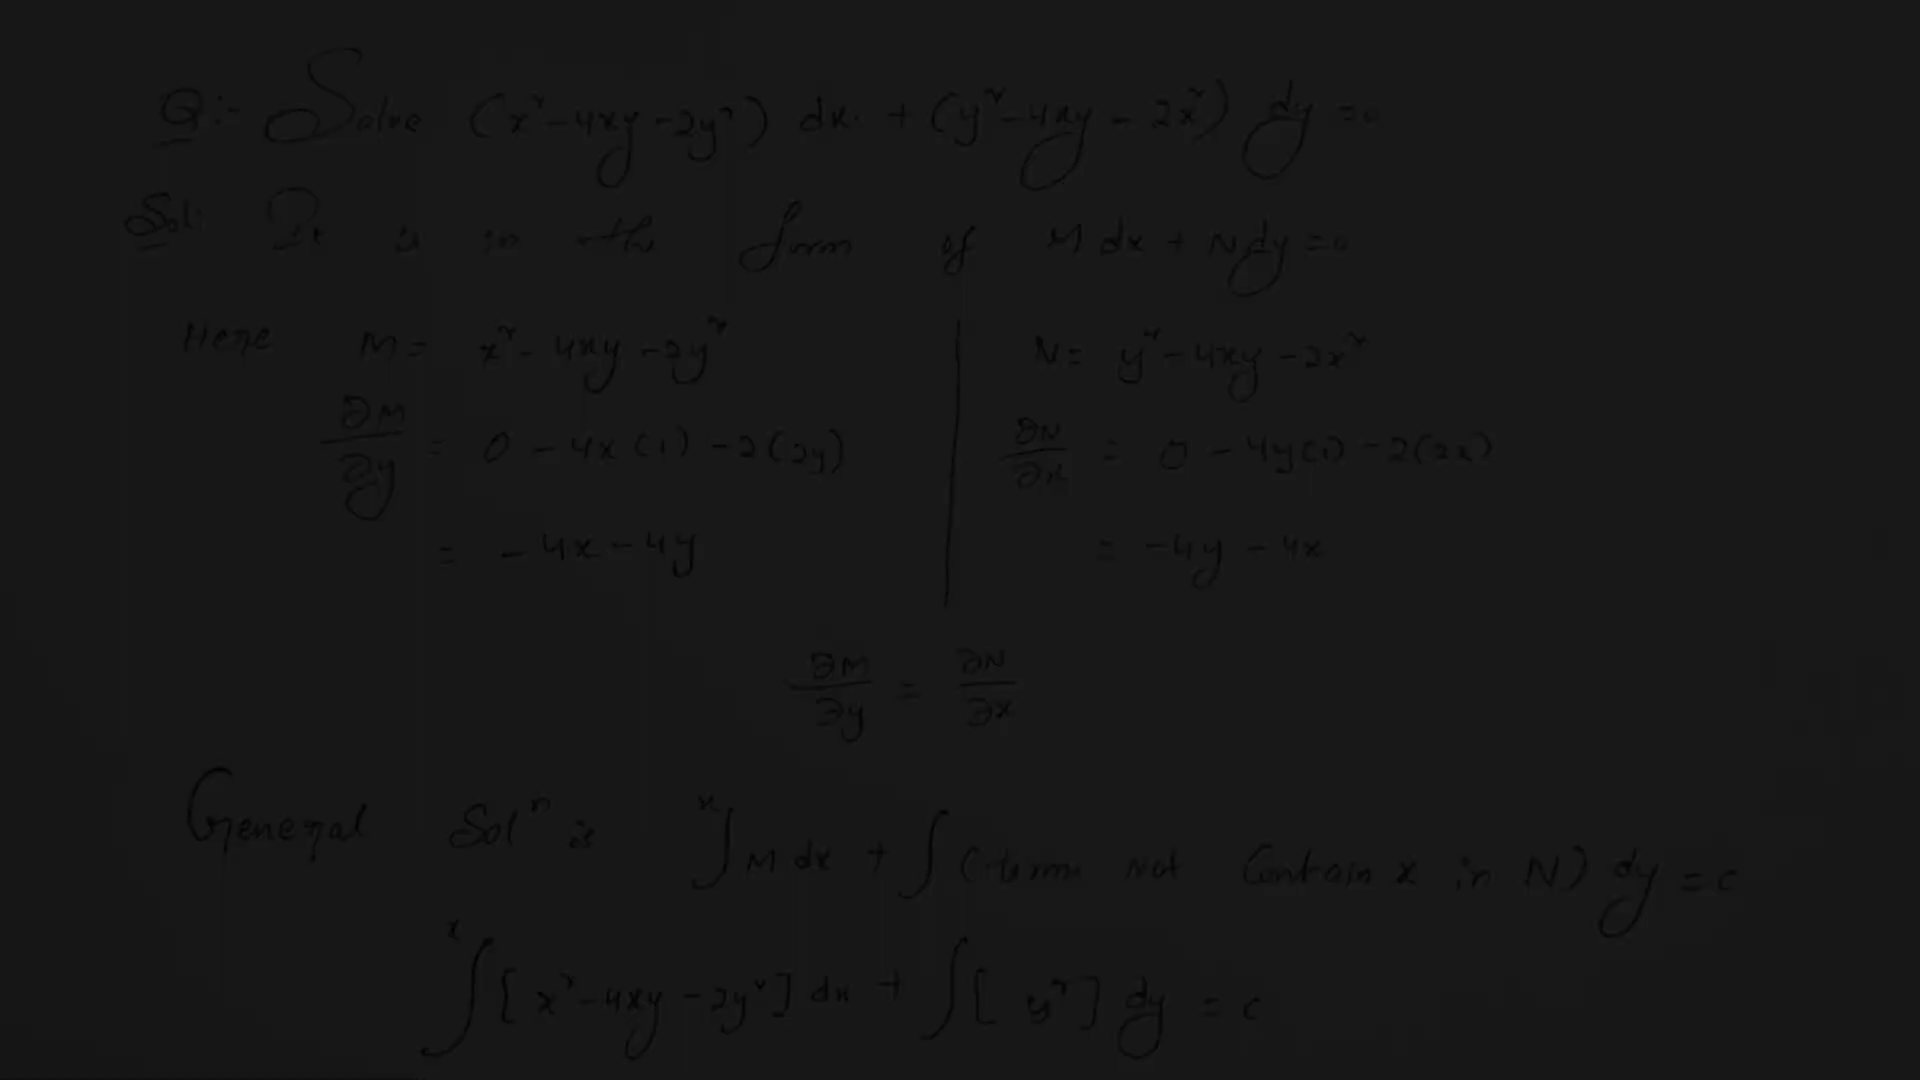 Q:- Solve (x²-4xy-2y²) dx + (y²-4xy-2x²) dy =0
Sol: It is in the form of M dx + N dy =0
Here M = x²-4xy-2y² N = y²-4xy-2x²
∂M/∂y = 0-4x(1)-2(2y) ∂N/∂x = 0-4y(1)-2(2x)
= -4x-4y = -4y-4x
∂M/∂y = ∂N/∂x
General Solⁿ is ∫ˣ M dx + ∫(terms Not Contain x in N) dy = c
∫ˣ [x²-4xy-2y²] dx + ∫[y²] dy = c